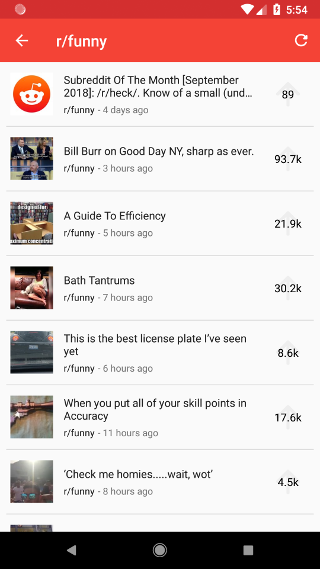 5:54
r/funny
Subreddit Of The Month [September
2018]: /r/heck/. Know of a small (und...
r/funny - 4 days ago
89
Bill Burr on Good Day NY, sharp as ever.
r/funny - 3 hours ago
93.7k
designed for
maximum concentrat
A Guide To Efficiency
r/funny - 5 hours ago
21.9k
Bath Tantrums
r/funny - 7 hours ago
30.2k
This is the best license plate I've seen
yet
r/funny - 6 hours ago
8.6k
When you put all of your skill points in
Accuracy
r/funny - 11 hours ago
17.6k
‘Check me homies.....wait, wot’
r/funny - 8 hours ago
4.5k